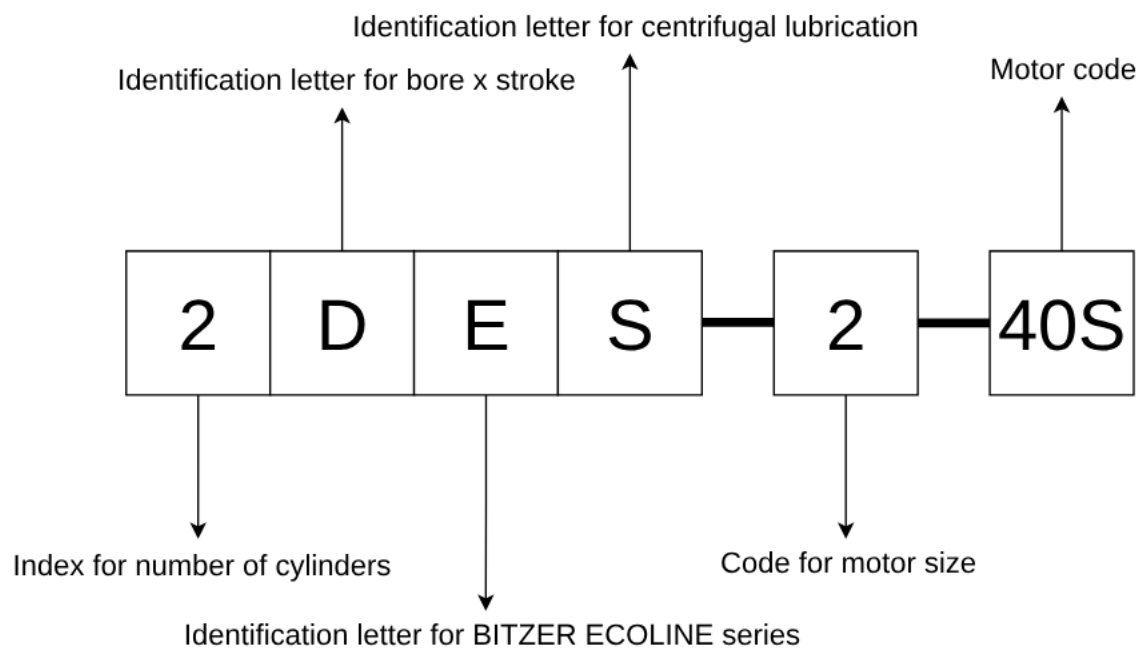 Identification letter for centrifugal lubrication
Identification letter for bore x stroke
Motor code
2 D E S 2 40S
Index for number of cylinders
Code for motor size
Identification letter for BITZER ECOLINE series